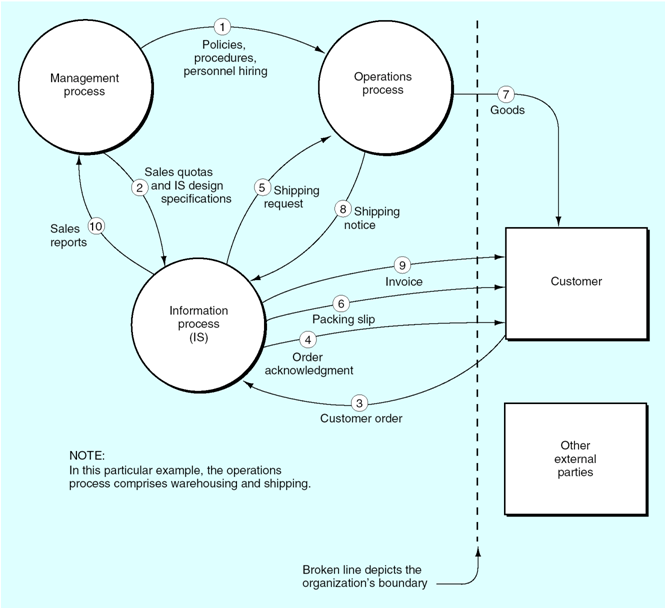 1
Policies,
procedures,
personnel hiring
Management
process
Operations
process
7
Goods
Sales quotas
2 and IS design
specifications
5 Shipping
request
8 Shipping
notice
10
Sales
reports
9
Invoice
Customer
6
Packing slip
Information
process
(IS)
4
Order
acknowledgment
3
Customer order
NOTE:
In this particular example, the operations
process comprises warehousing and shipping.
Other
external
parties
Broken line depicts the
organization's boundary